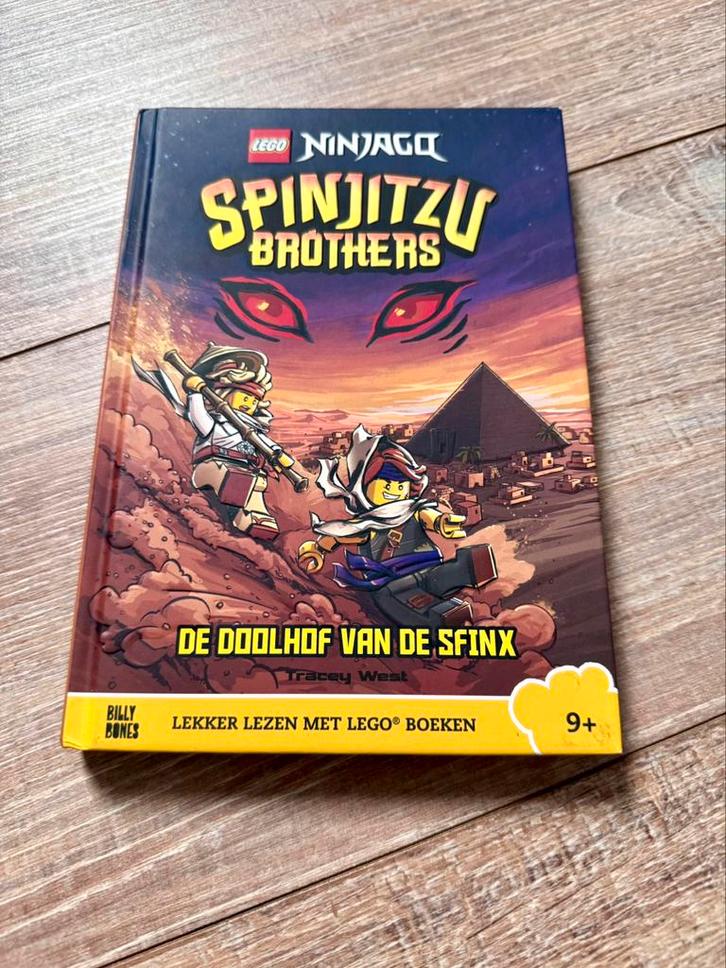 LEGO NINJAGO
SPINJITZU
BROTHERS
DE DOOLHOF VAN DE SFINX
Tracey West
BILLY
BONES
LEKKER LEZEN MET LEGO® BOEKEN
9+